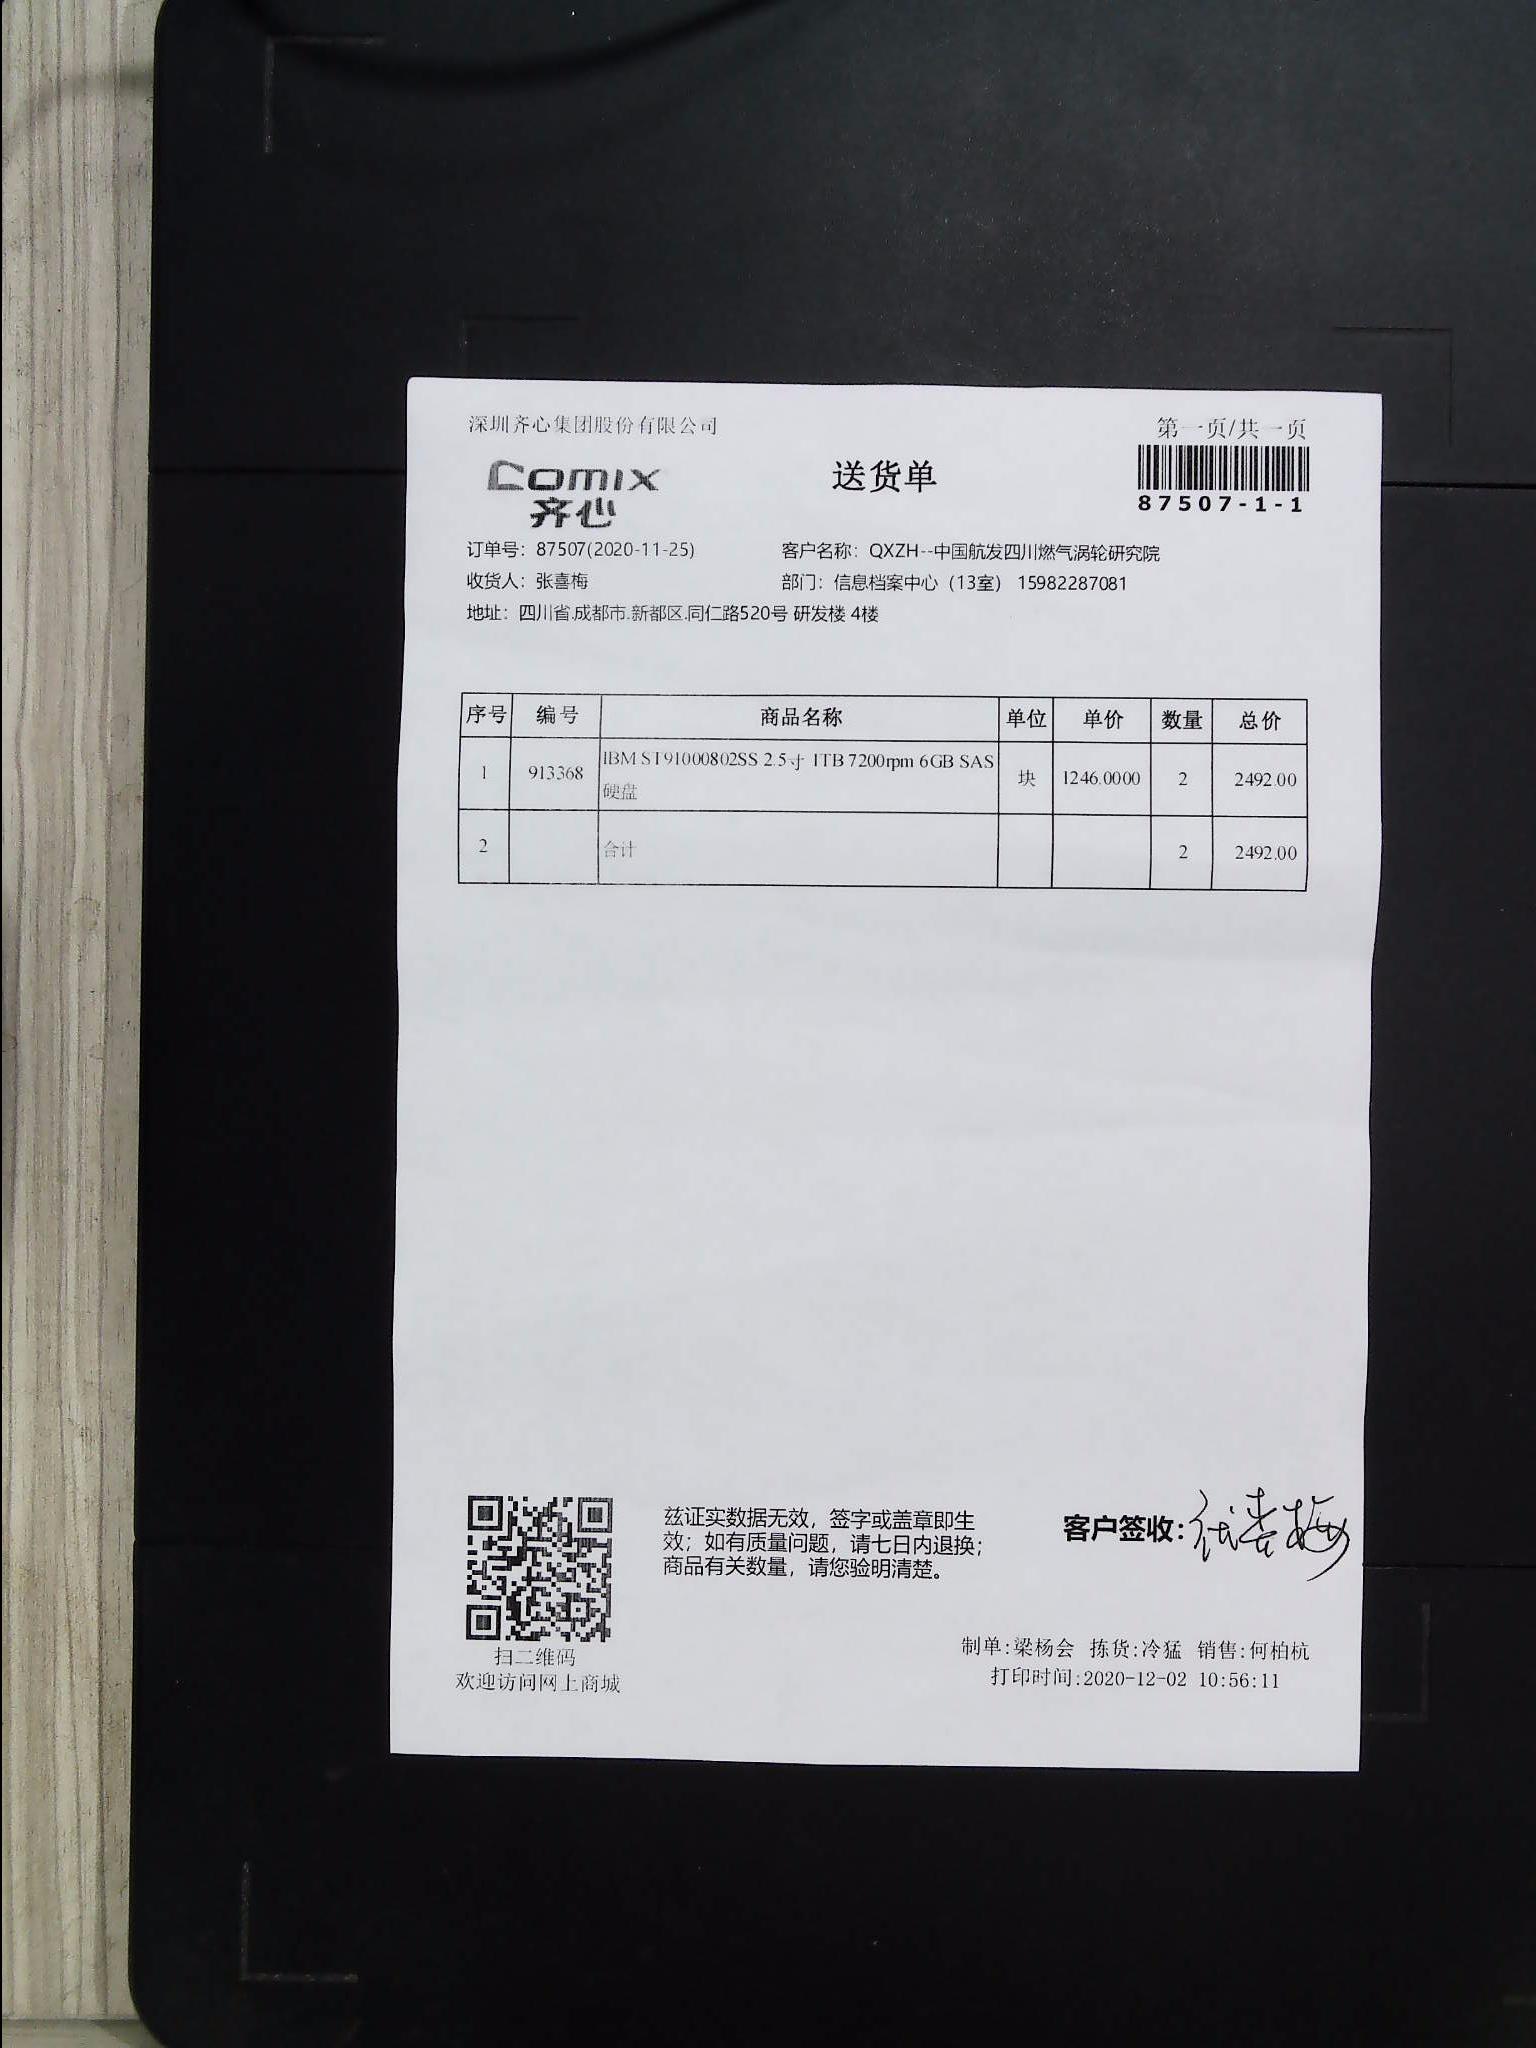 深圳齐心集团股份有限公司
第一页/共一页
comix
齐心
送货单
87507-1-1
订单号：87507(2020-11-25)
客户名称：QXZH--中国航发四川燃气涡轮研究院
收货人：张喜梅
部门：信息档案中心（13室） 15982287081
地址：四川省.成都市.新都区.同仁路520号 研发楼 4楼
序号 编号 商品名称 单位 单价 数量 总价
1 913368 IBM ST91000802SS 2.5寸 1TB 7200rpm 6GB SAS 块 1246.0000 2 2492.00
硬盘
2 合计 2 2492.00
兹证实数据无效，签字或盖章即生
效；如有质量问题，请七日内退换；
商品有关数量，请您验明清楚。
客户签收：张喜梅
扫二维码
欢迎访问网上商城
制单:梁杨会 拣货:冷猛 销售:何柏杭
打印时间:2020-12-02 10:56:11